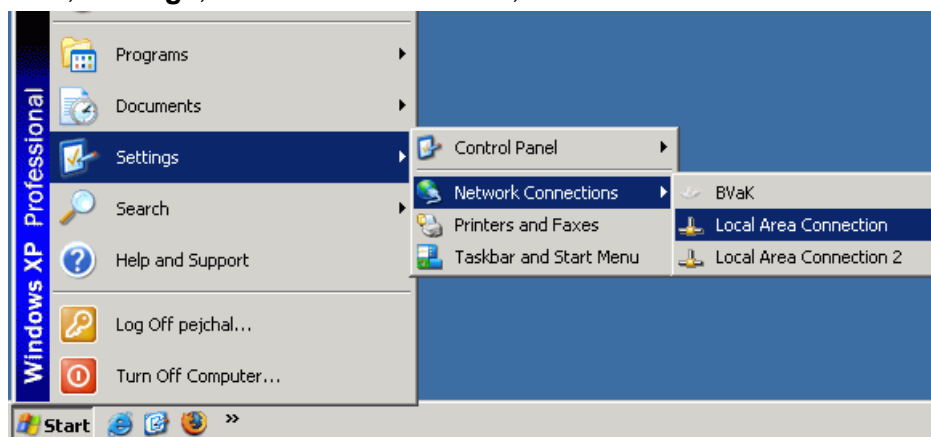 Programs
Documents
Settings
Search
Help and Support
Log Off pejchal...
Turn Off Computer...
Windows XP Professional
Control Panel
Network Connections
Printers and Faxes
Taskbar and Start Menu
BVaK
Local Area Connection
Local Area Connection 2
Start
»